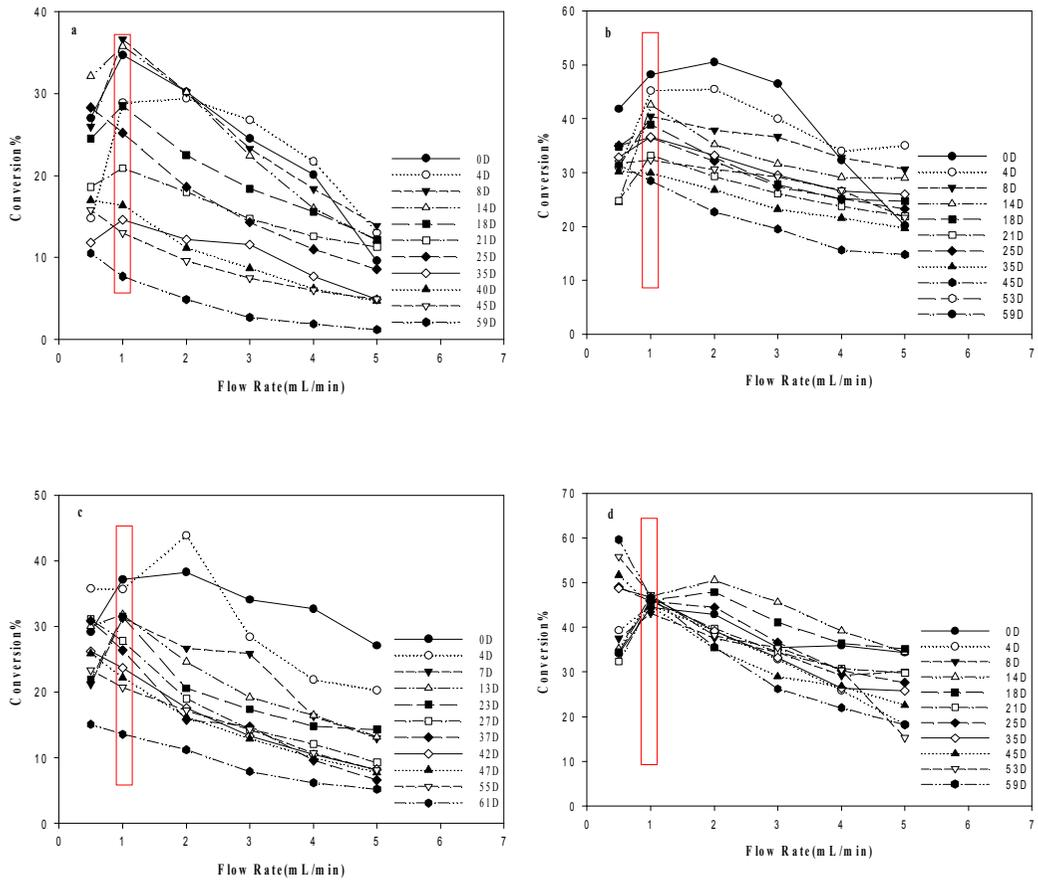 a
40
30
20
10
0
Conversion%
0 1 2 3 4 5 6 7
Flow Rate(mL/min)
0D
4D
8D
14D
18D
21D
25D
35D
40D
45D
59D
b
60
50
40
30
20
10
0
Conversion%
0 1 2 3 4 5 6 7
Flow Rate(mL/min)
0D
4D
8D
14D
18D
21D
25D
35D
45D
53D
59D
c
50
40
30
20
10
0
Conversion%
0 1 2 3 4 5 6 7
Flow Rate(mL/min)
0D
4D
7D
13D
23D
27D
37D
42D
47D
55D
61D
d
70
60
50
40
30
20
10
0
Conversion%
0 1 2 3 4 5 6 7
Flow Rate(mL/min)
0D
4D
8D
14D
18D
21D
25D
35D
45D
53D
59D